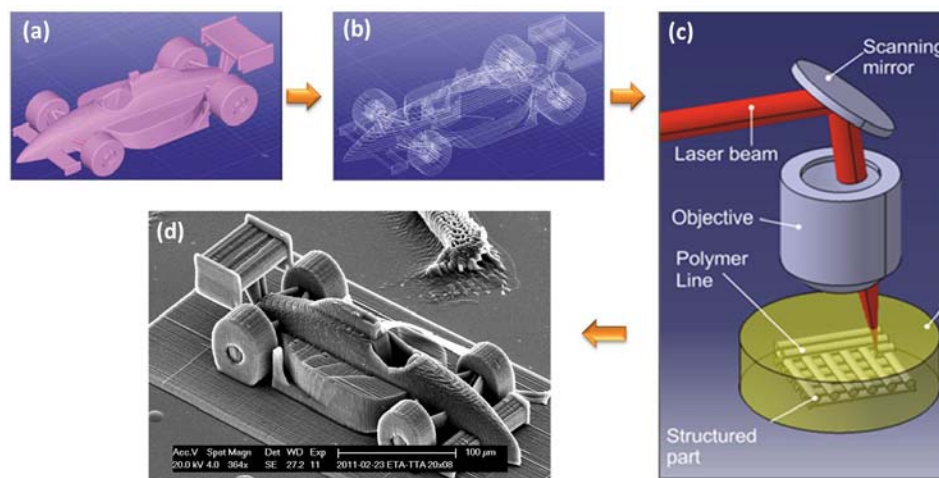 (a)
(b)
(c)
Scanning
mirror
Laser beam
Objective
Polymer
Line
Structured
part
(d)
Acc.V Spot Magn Det WD Exp
20.0 kV 4.0 364x SE 27.2 11
100 µm
2011-02-23 ETA-TTA 20x08